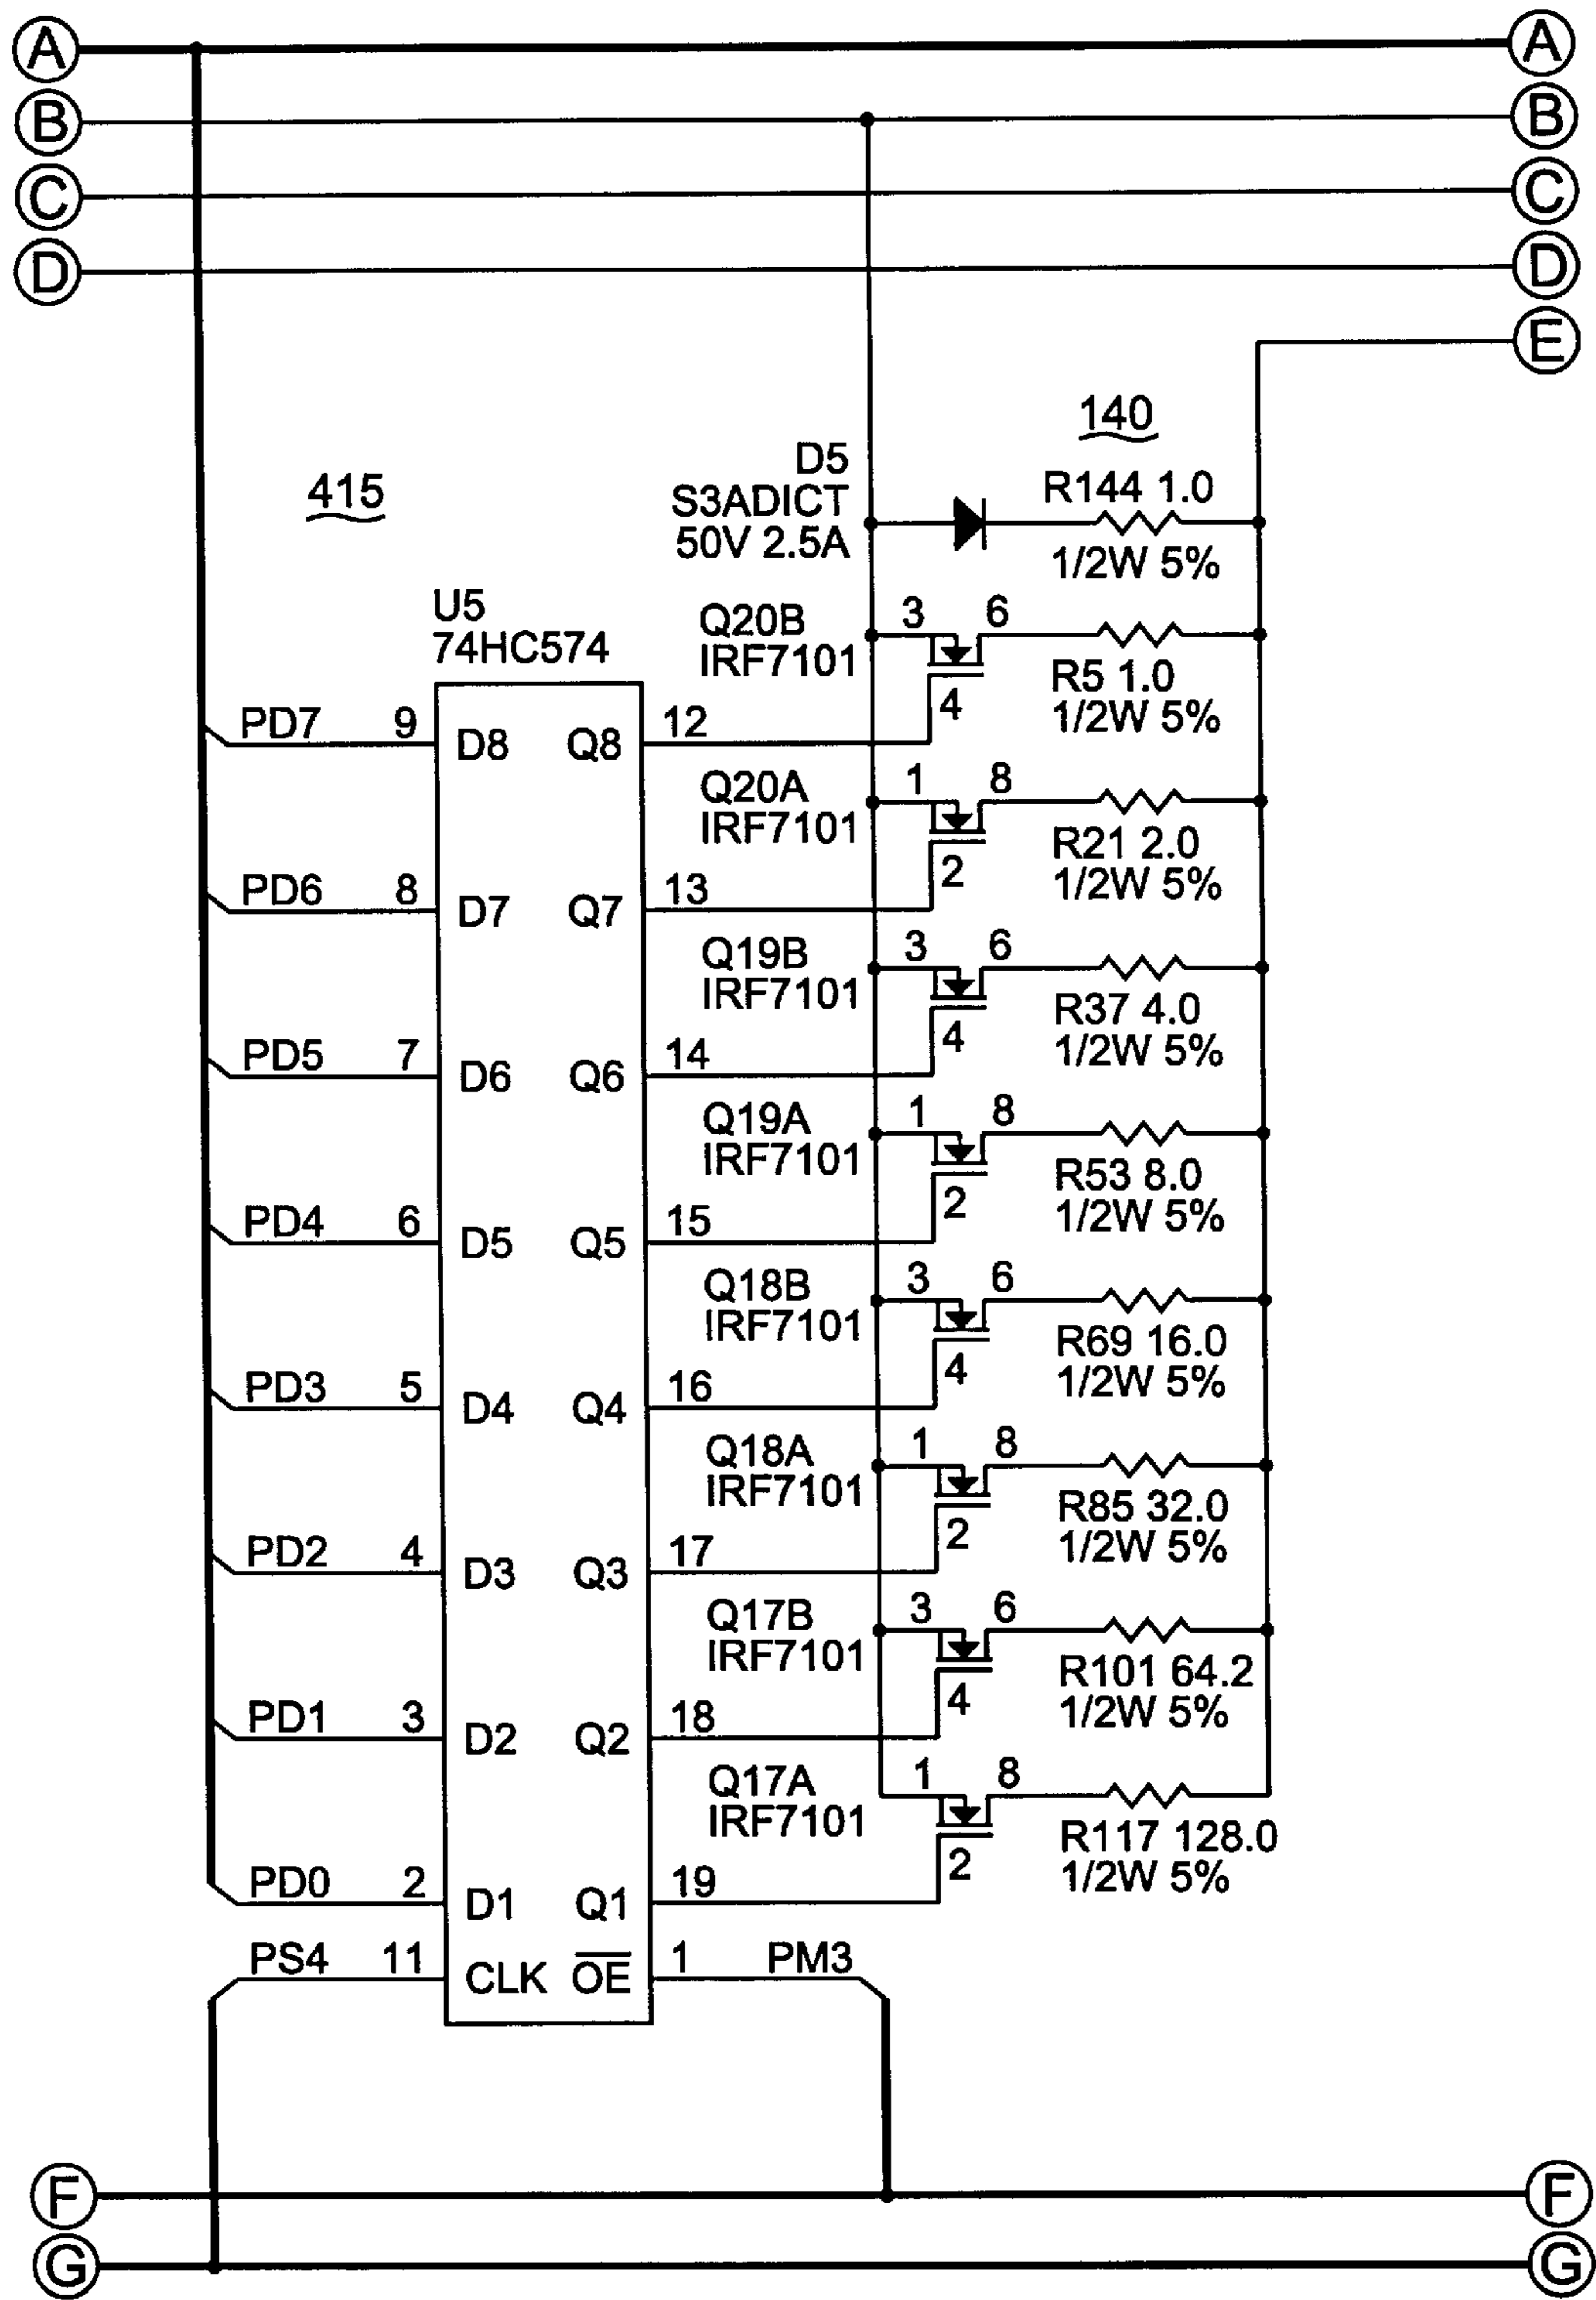 A A
B B
C C
D D
E
140
415
D5
S3ADICT
50V 2.5A
R144 1.0
1/2W 5%
U5
74HC574
Q20B
IRF7101
3 6
4
R5 1.0
1/2W 5%
PD7 9 D8 Q8 12
Q20A
IRF7101
1 8
2
R21 2.0
1/2W 5%
PD6 8 D7 Q7 13
Q19B
IRF7101
3 6
4
R37 4.0
1/2W 5%
PD5 7 D6 Q6 14
Q19A
IRF7101
1 8
2
R53 8.0
1/2W 5%
PD4 6 D5 Q5 15
Q18B
IRF7101
3 6
4
R69 16.0
1/2W 5%
PD3 5 D4 Q4 16
Q18A
IRF7101
1 8
2
R85 32.0
1/2W 5%
PD2 4 D3 Q3 17
Q17B
IRF7101
3 6
4
R101 64.2
1/2W 5%
PD1 3 D2 Q2 18
Q17A
IRF7101
1 8
2
R117 128.0
1/2W 5%
PD0 2 D1 Q1 19
PS4 11 CLK OE 1 PM3
F F
G G